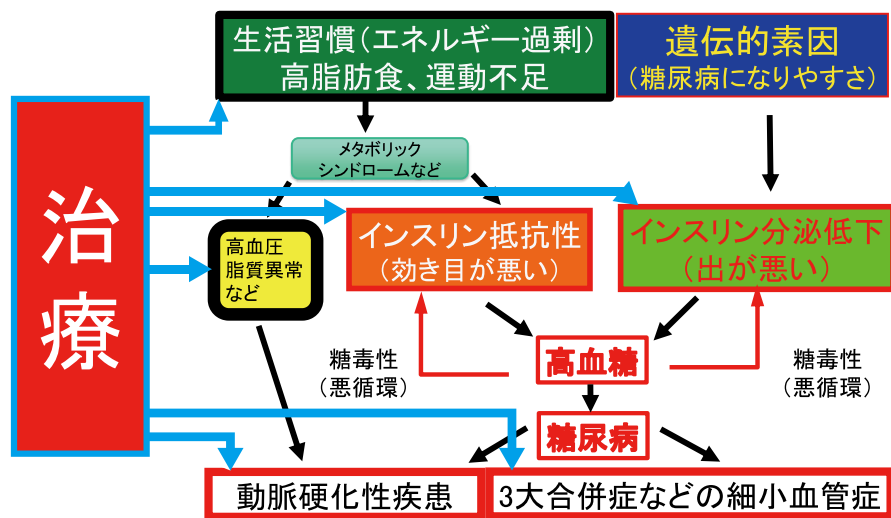 生活習慣（エネルギー過剰）
高脂肪食、運動不足
遺伝的素因
（糖尿病になりやすさ）
治療
メタボリック
シンドロームなど
高血圧
脂質異常
など
インスリン抵抗性
（効き目が悪い）
インスリン分泌低下
（出が悪い）
糖毒性
（悪循環）
高血糖
糖毒性
（悪循環）
糖尿病
動脈硬化性疾患
3大合併症などの細小血管症